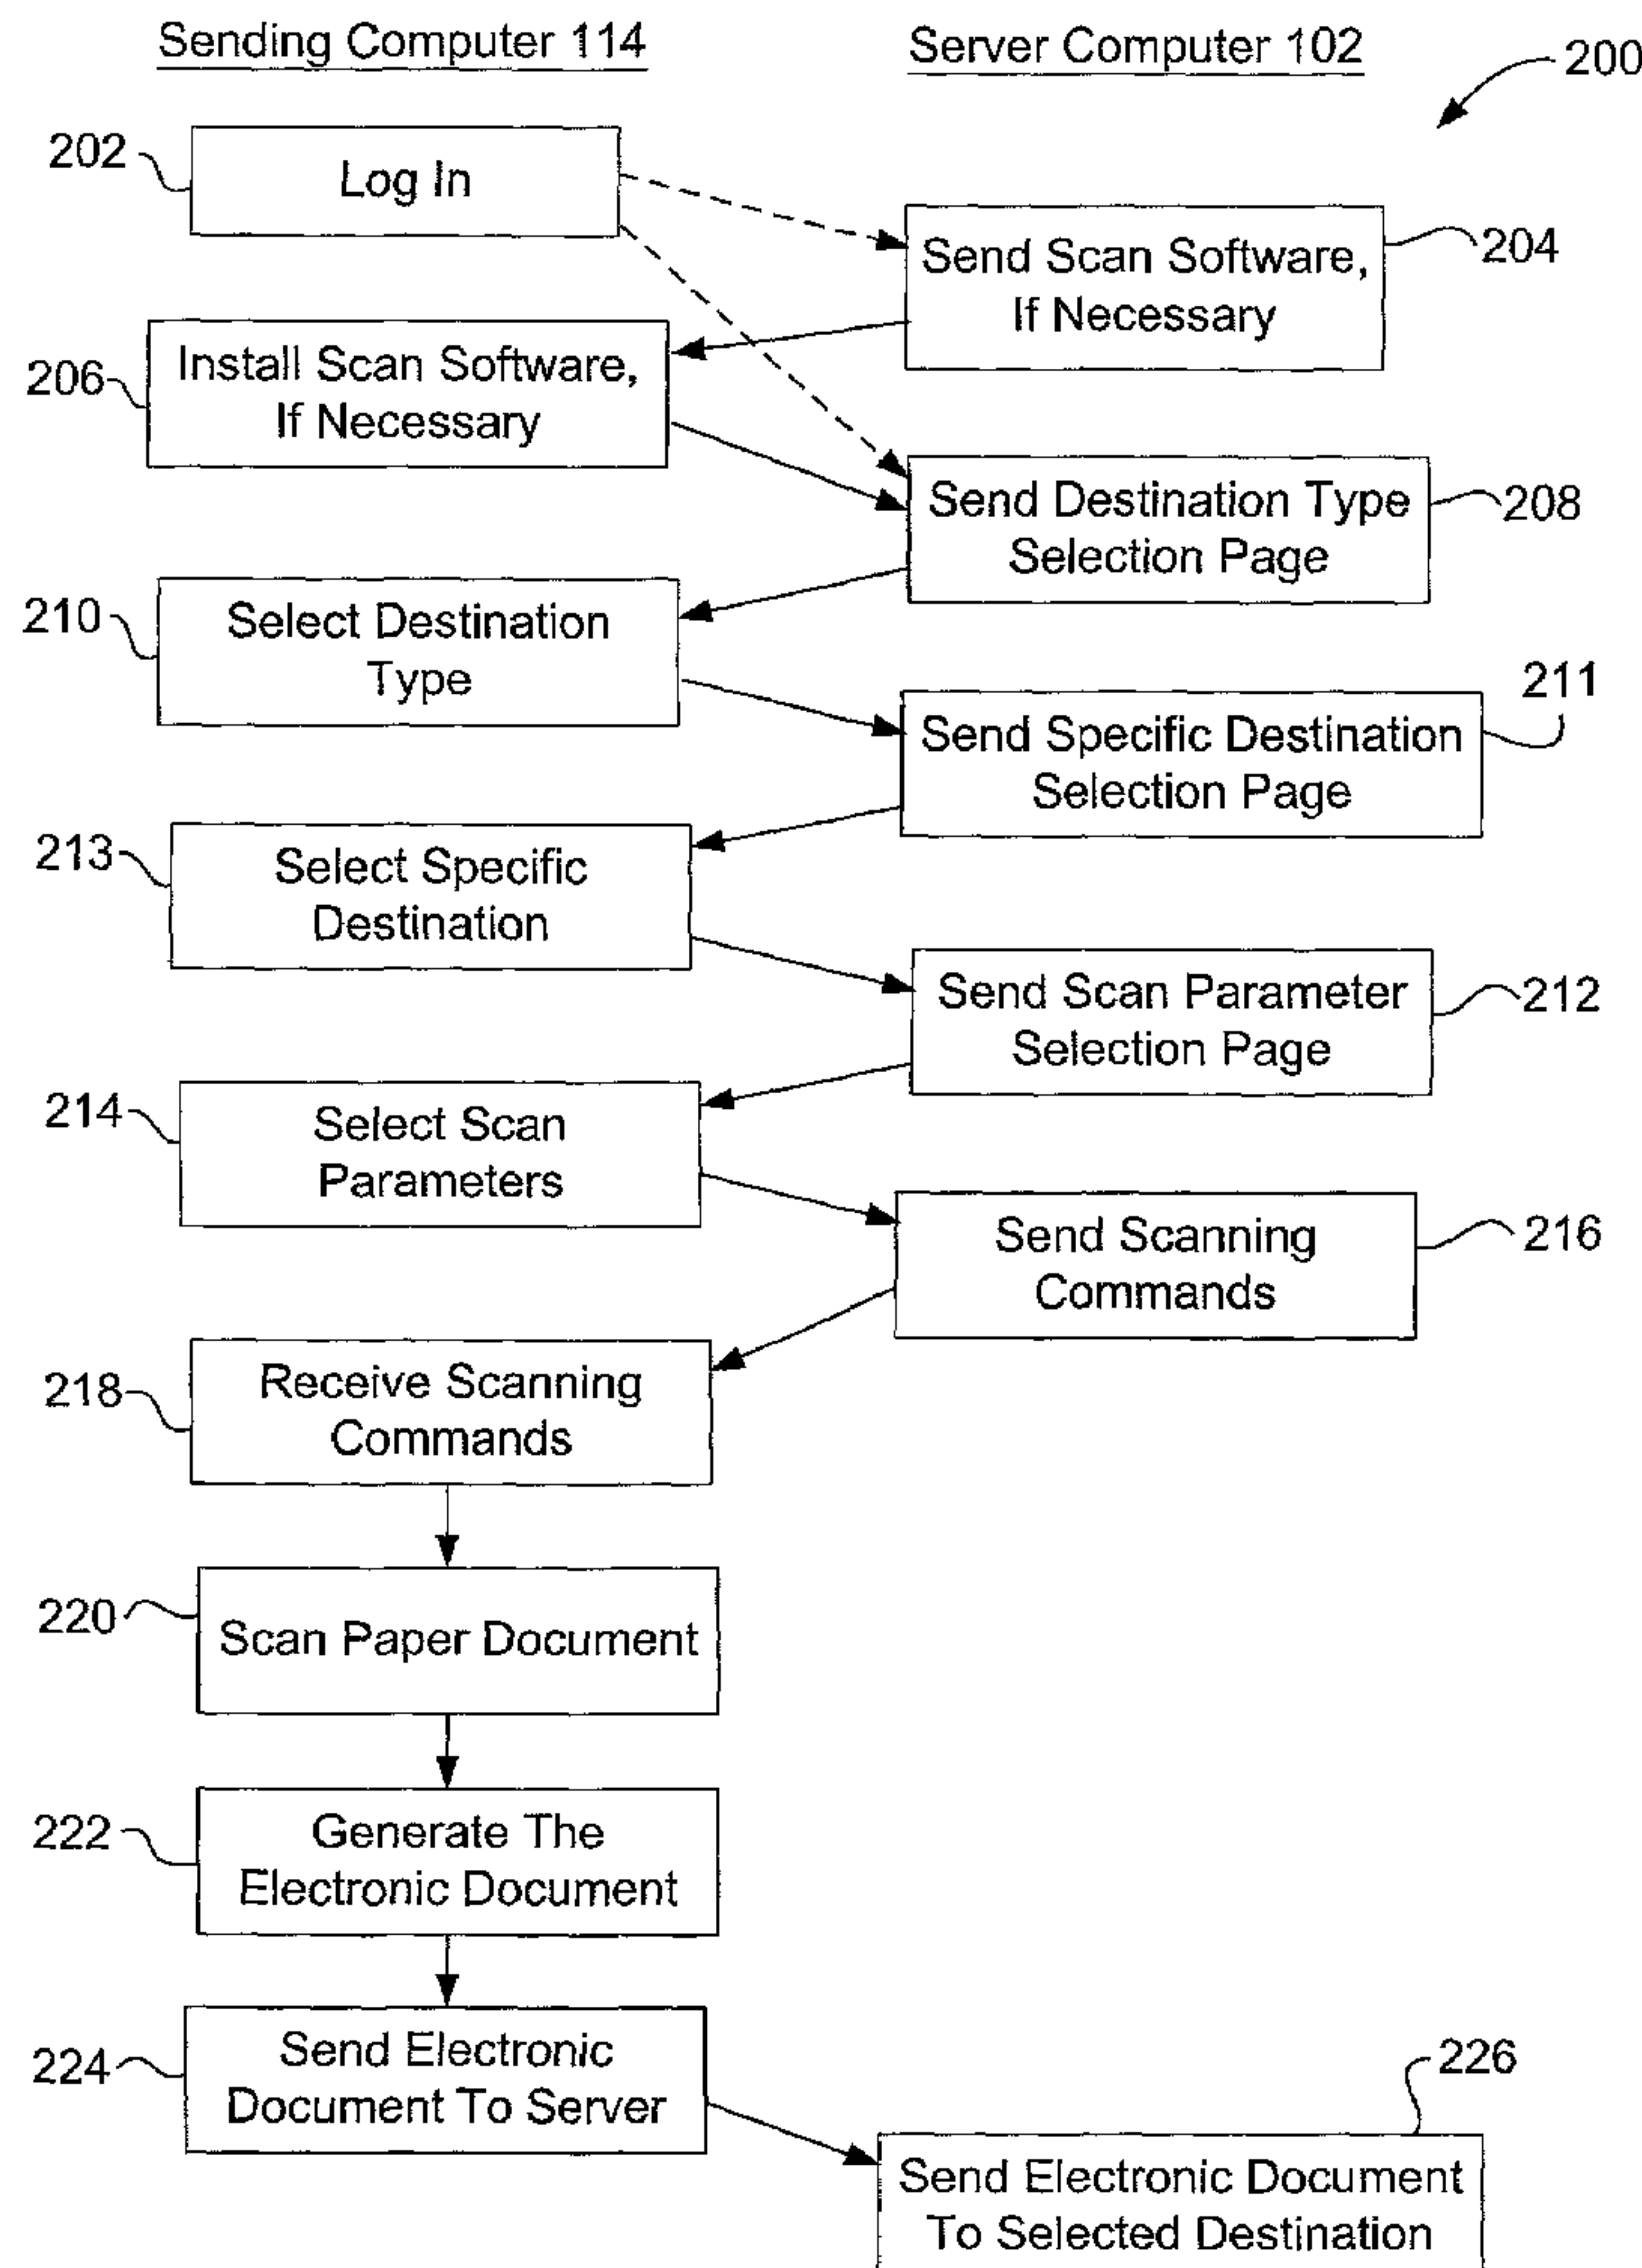 Sending Computer 114
Server Computer 102
200
202
Log In
Send Scan Software,
If Necessary
204
206
Install Scan Software,
If Necessary
Send Destination Type
Selection Page
208
210
Select Destination
Type
211
Send Specific Destination
Selection Page
213
Select Specific
Destination
Send Scan Parameter
Selection Page
212
214
Select Scan
Parameters
Send Scanning
Commands
216
218
Receive Scanning
Commands
220
Scan Paper Document
222
Generate The
Electronic Document
224
Send Electronic
Document To Server
226
Send Electronic Document
To Selected Destination